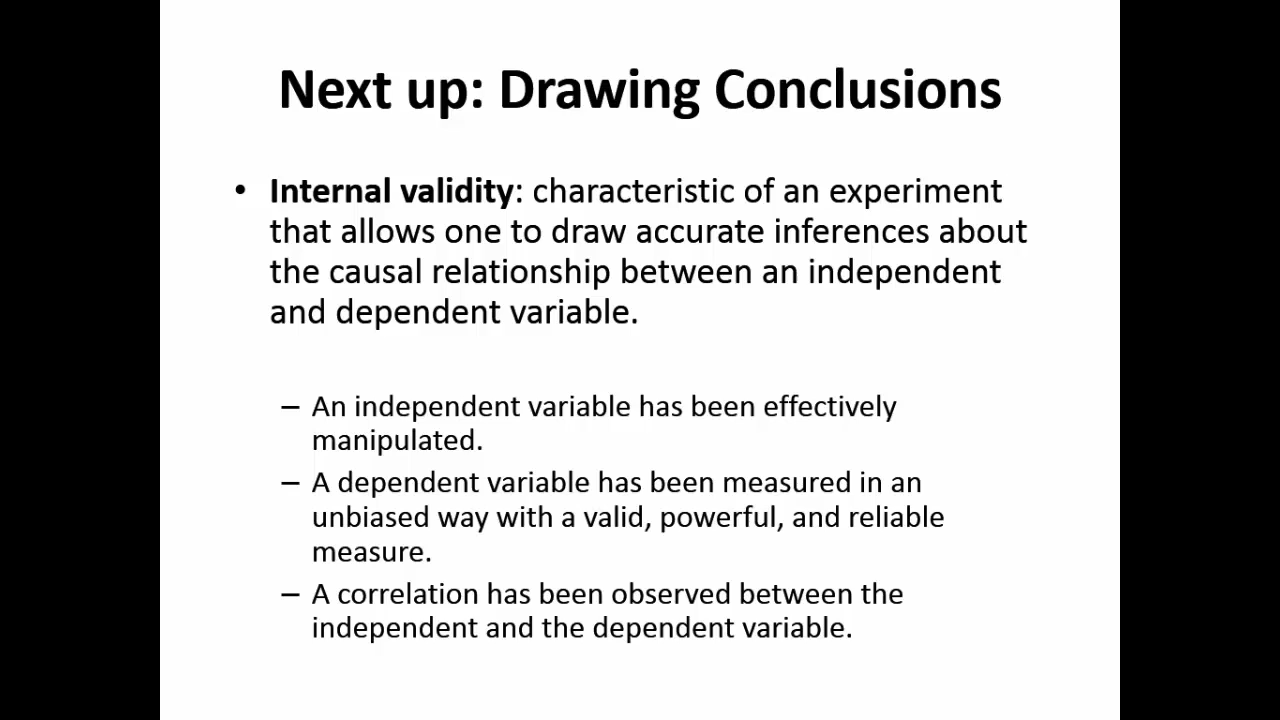 Next up: Drawing Conclusions
• Internal validity: characteristic of an experiment
that allows one to draw accurate inferences about
the causal relationship between an independent
and dependent variable.
– An independent variable has been effectively
manipulated.
– A dependent variable has been measured in an
unbiased way with a valid, powerful, and reliable
measure.
– A correlation has been observed between the
independent and the dependent variable.